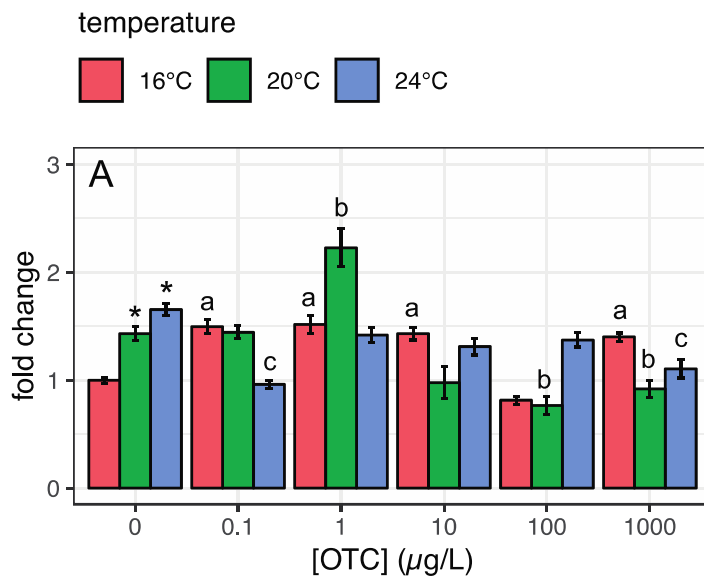 temperature
16°C 20°C 24°C
A
3
2
1
0
fold change
* * a c a b a b a b c
0 0.1 1 10 100 1000
[OTC] (µg/L)